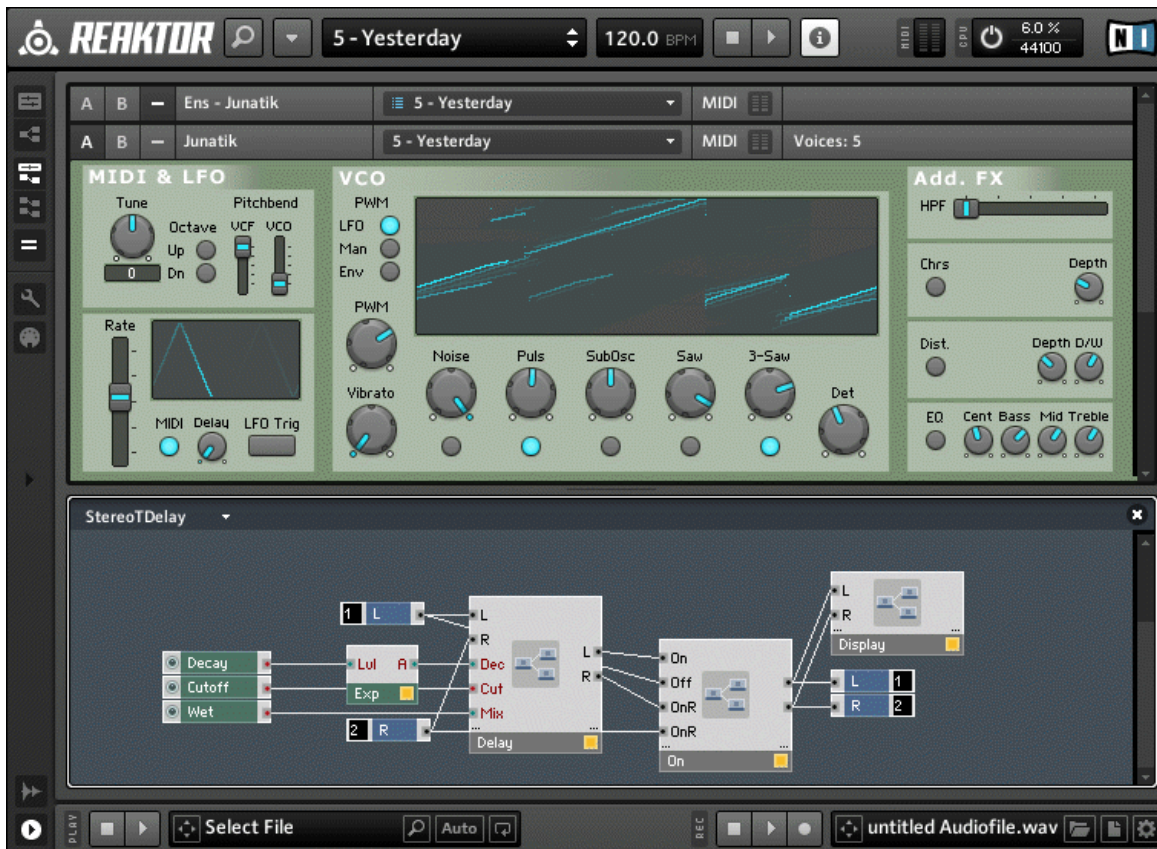 REAKTOR 5 - Yesterday 120.0 BPM MIDI CPU 6.0 % 44100 NI
A B Ens - Junatik 5 - Yesterday MIDI
A B Junatik 5 - Yesterday MIDI Voices: 5
MIDI & LFO
Tune Pitchbend
Octave VCF VCO
Up
0 Dn
Rate
MIDI Delay LFO Trig
VCO
PWM
LFO
Man
Env
PWM
Noise Puls SubOsc Saw 3-Saw
Vibrato Det
Add. FX
HPF
Chrs Depth
Dist. Depth D/W
EQ Cent Bass Mid Treble
StereoTDelay
1 L
Decay
Cutoff
Wet
Lul A
Exp
2 R
L
R
Dec
Cut
Mix
...
Delay
L
R
On
Off
OnR
OnR
... ...
On
L
R
... ...
Display
L 1
R 2
PLAY Select File Auto REC untitled Audiofile.wav